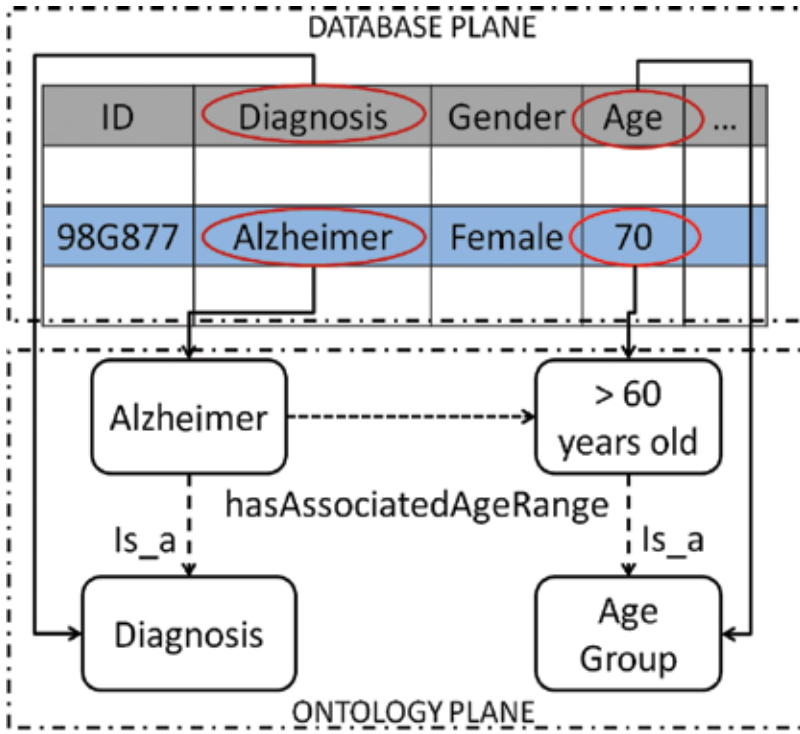 DATABASE PLANE
ID Diagnosis Gender Age ...
98G877 Alzheimer Female 70
Alzheimer
> 60
years old
hasAssociatedAgeRange
Is_a
Is_a
Diagnosis
Age
Group
ONTOLOGY PLANE